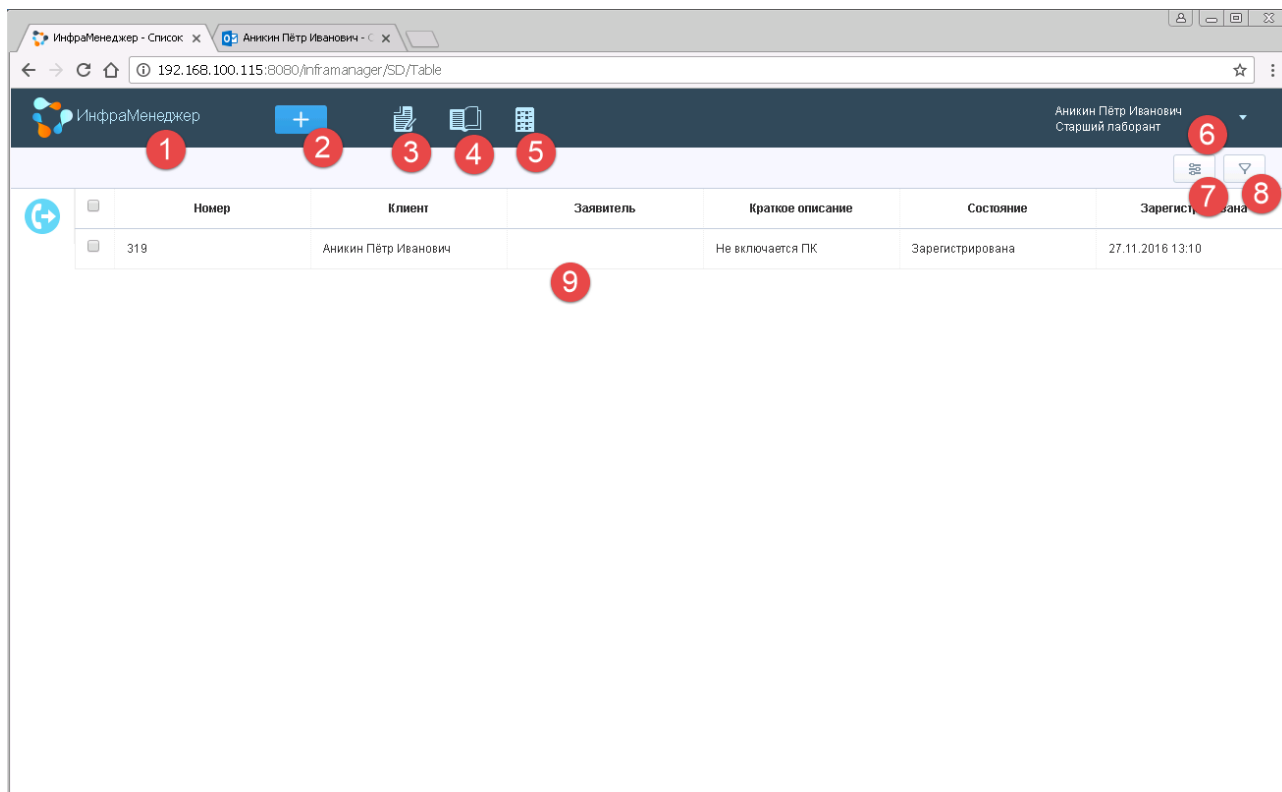 ИнфраМенеджер - Список
Аникин Пётр Иванович - С
192.168.100.115:8080/inframanager/SD/Table
ИнфраМенеджер
Аникин Пётр Иванович
Старший лаборант
1
2
3
4
5
6
7
8
Номер Клиент Заявитель Краткое описание Состояние Зарегистрирована
319 Аникин Пётр Иванович Не включается ПК Зарегистрирована 27.11.2016 13:10
9